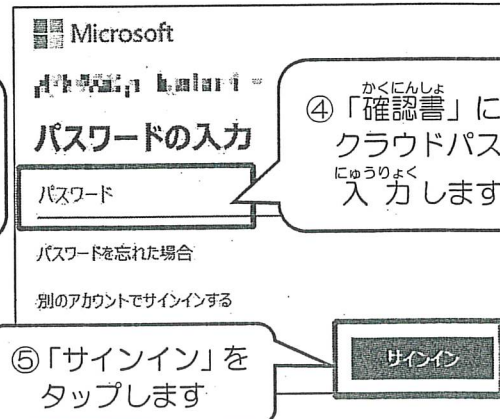 Microsoft
パスワードの入力
パスワード
かくにんしょ
④「確認書」に
クラウドパス
にゅうりょく
入力します
パスワードを忘れた場合
別のアカウントでサインインする
⑤「サインイン」を
タップします
サインイン